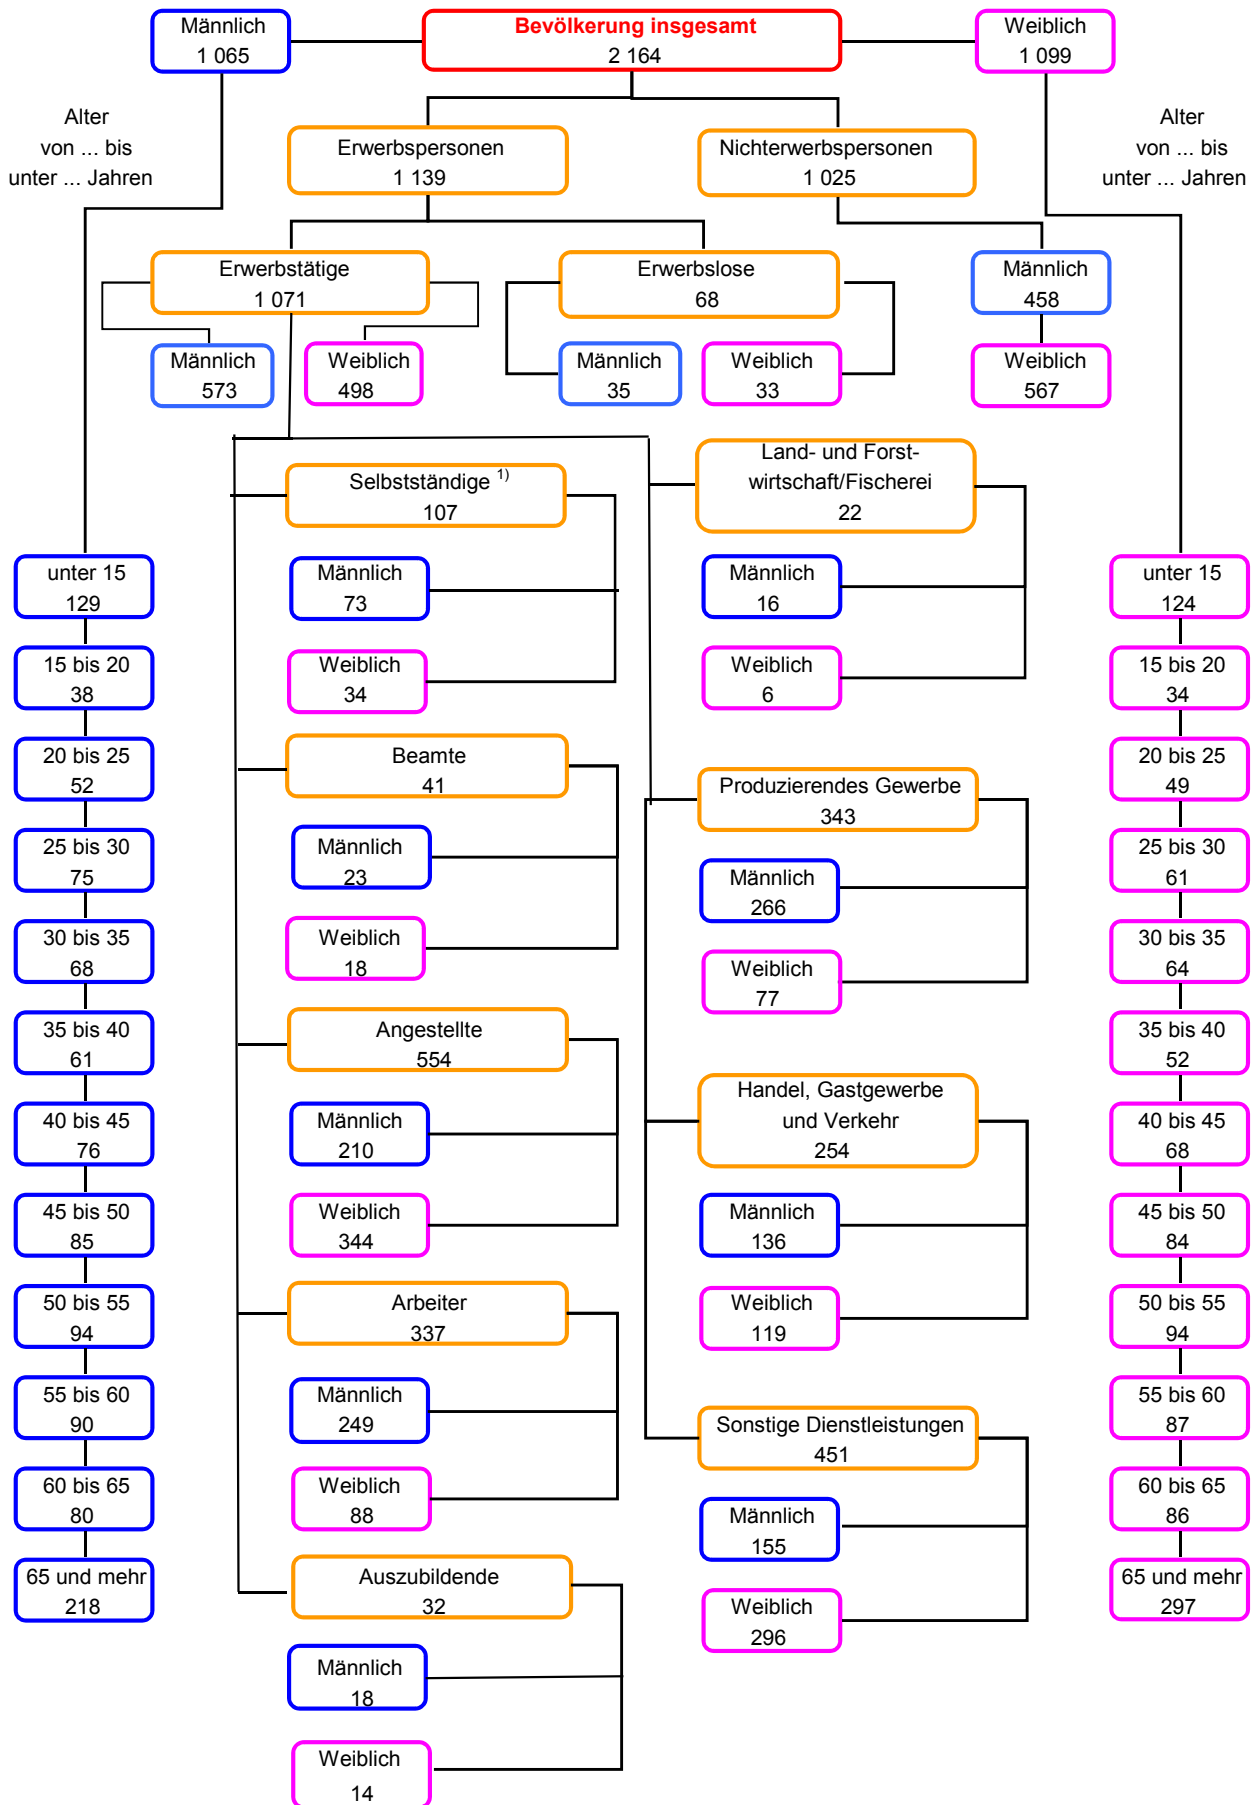 Männlich
1 065
Bevölkerung insgesamt
2 164
Weiblich
1 099
Alter
von ... bis
unter ... Jahren
Alter
von ... bis
unter ... Jahren
Erwerbspersonen
1 139
Nichterwerbspersonen
1 025
Erwerbstätige
1 071
Erwerbslose
68
Männlich
458
Männlich
573
Weiblich
498
Männlich
35
Weiblich
33
Weiblich
567
Selbstständige 1)
107
Männlich
73
Weiblich
34
Beamte
41
Männlich
23
Weiblich
18
Angestellte
554
Männlich
210
Weiblich
344
Arbeiter
337
Männlich
249
Weiblich
88
Auszubildende
32
Männlich
18
Weiblich
14
Land- und Forst-
wirtschaft/Fischerei
22
Männlich
16
Weiblich
6
Produzierendes Gewerbe
343
Männlich
266
Weiblich
77
Handel, Gastgewerbe
und Verkehr
254
Männlich
136
Weiblich
119
Sonstige Dienstleistungen
451
Männlich
155
Weiblich
296
unter 15
129
15 bis 20
38
20 bis 25
52
25 bis 30
75
30 bis 35
68
35 bis 40
61
40 bis 45
76
45 bis 50
85
50 bis 55
94
55 bis 60
90
60 bis 65
80
65 und mehr
218
unter 15
124
15 bis 20
34
20 bis 25
49
25 bis 30
61
30 bis 35
64
35 bis 40
52
40 bis 45
68
45 bis 50
84
50 bis 55
94
55 bis 60
87
60 bis 65
86
65 und mehr
297